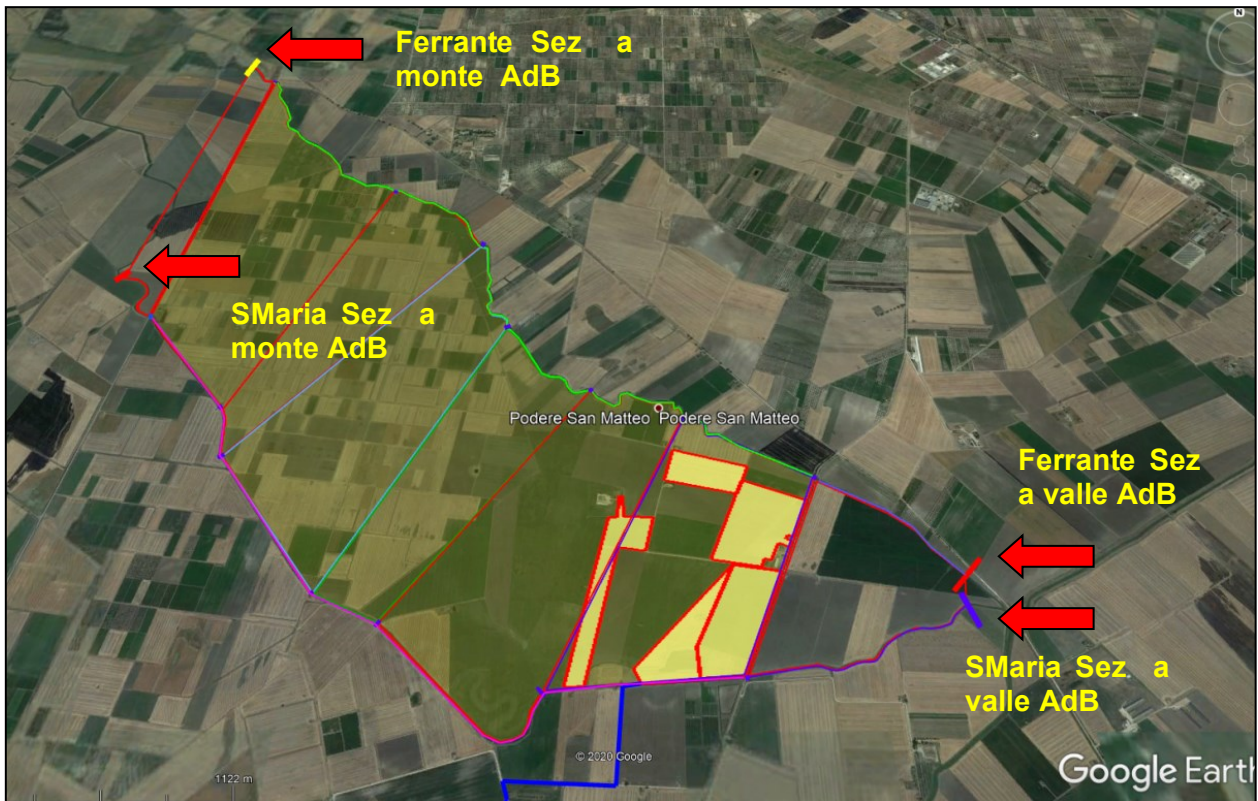 N
Ferrante Sez a
monte AdB
SMaria Sez a
monte AdB
Podere San Matteo Podere San Matteo
Ferrante Sez
a valle AdB
SMaria Sez a
valle AdB
© 2020 Google
1122 m
Google Earth